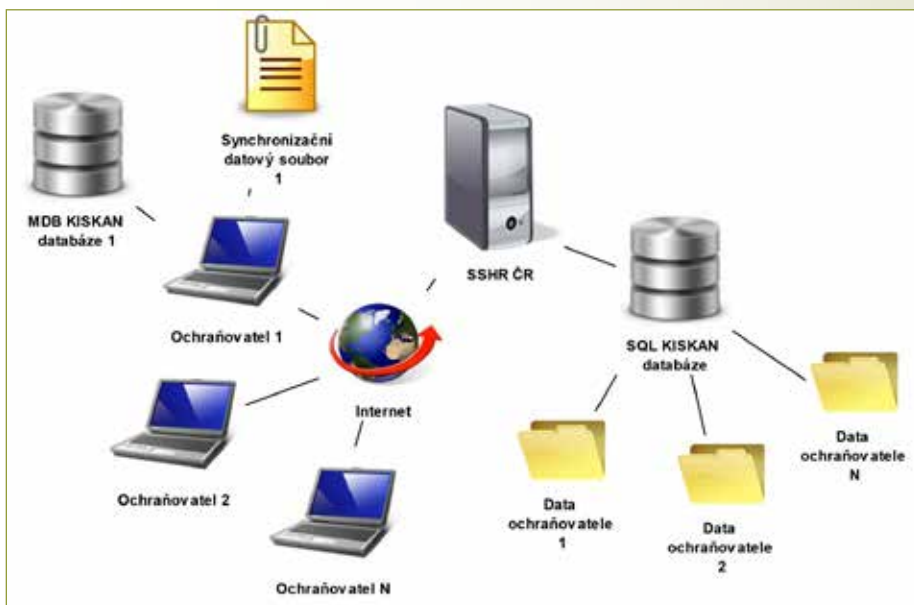 Synchronizační
datový soubor
1
MDB KISKAN
databáze 1
SSHR ČR
Ochraňovatel 1
SQL KISKAN
databáze
Internet
Ochraňovatel 2
Data
ochraňovatele
N
Data
ochraňovatele
1
Data
ochraňovatele
2
Ochraňovatel N